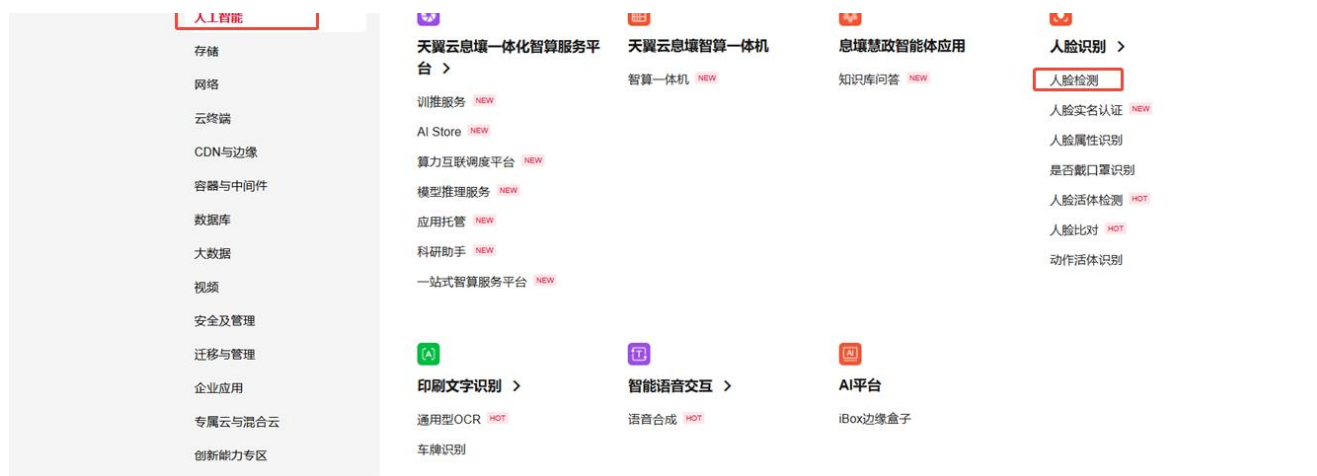 人工智能
存储
网络
云终端
CDN与边缘
容器与中间件
数据库
大数据
视频
安全及管理
迁移与管理
企业应用
专属云与混合云
创新能力专区
天翼云息壤一体化智算服务平
台 >
训推服务 NEW
AI Store NEW
算力互联调度平台 NEW
模型推理服务 NEW
应用托管 NEW
科研助手 NEW
一站式智算服务平台 NEW
天翼云息壤智算一体机
智算一体机 NEW
息壤慧政智能体应用
知识库问答 NEW
人脸识别 >
人脸检测
人脸实名认证 NEW
人脸属性识别
是否戴口罩识别
人脸活体检测 HOT
人脸比对 HOT
动作活体识别
[A]
印刷文字识别 >
通用型OCR HOT
车牌识别
T
智能语音交互 >
语音合成 HOT
AI
AI平台
iBox边缘盒子